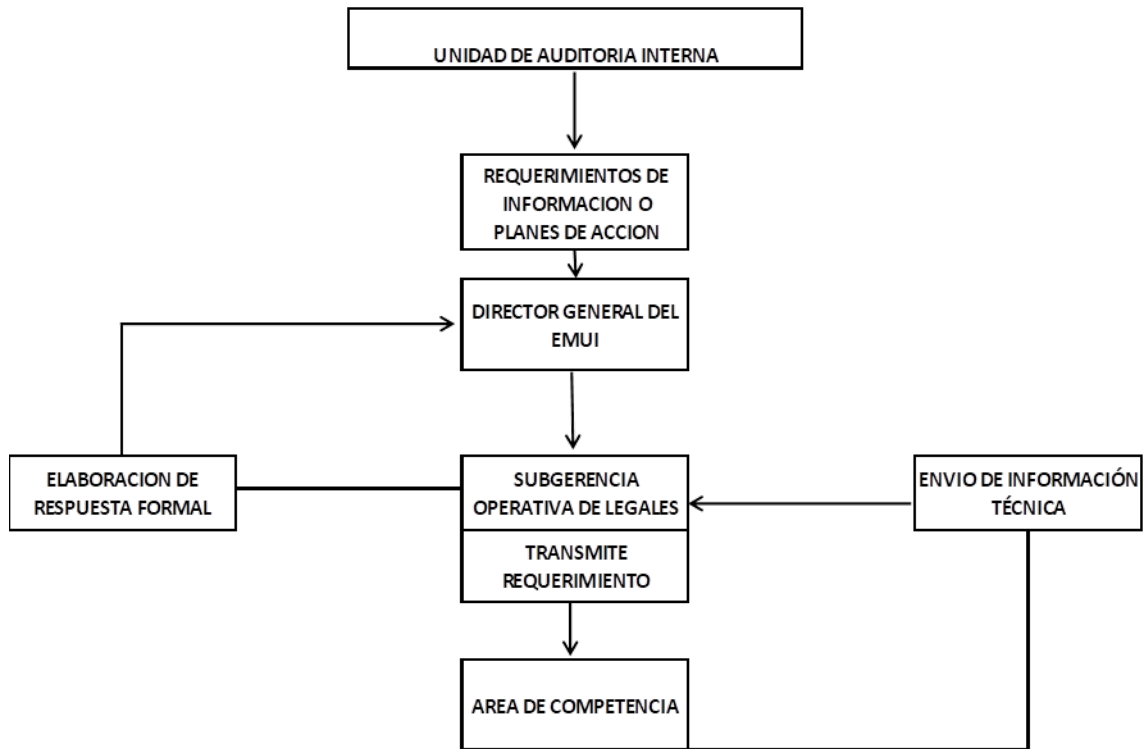 UNIDAD DE AUDITORIA INTERNA
REQUERIMIENTOS DE
INFORMACION O
PLANES DE ACCION
DIRECTOR GENERAL DEL
EMUI
ELABORACION DE
RESPUESTA FORMAL
SUBGERENCIA
OPERATIVA DE LEGALES
ENVIO DE INFORMACIÓN
TÉCNICA
TRANSMITE
REQUERIMIENTO
AREA DE COMPETENCIA